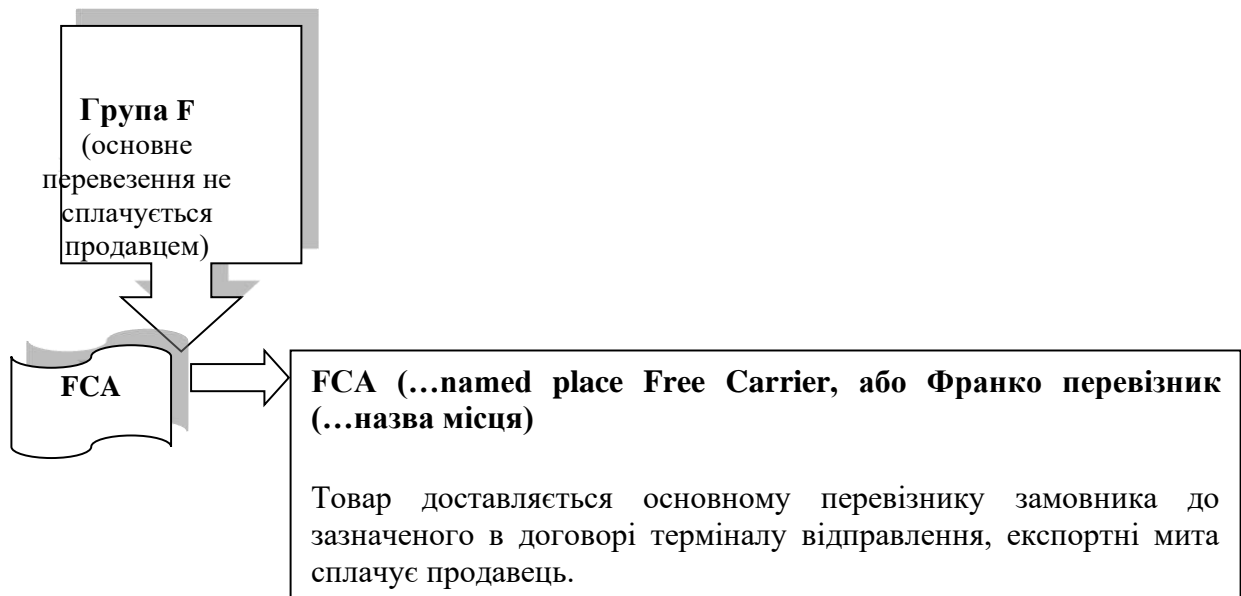 Група F
(основне
перевезення не
сплачується
продавцем)
FCA
FCA (…named place Free Carrier, або Франко перевізник
(…назва місця)
Товар доставляється основному перевізнику замовника до
зазначеного в договорі терміналу відправлення, експортні мита
сплачує продавець.